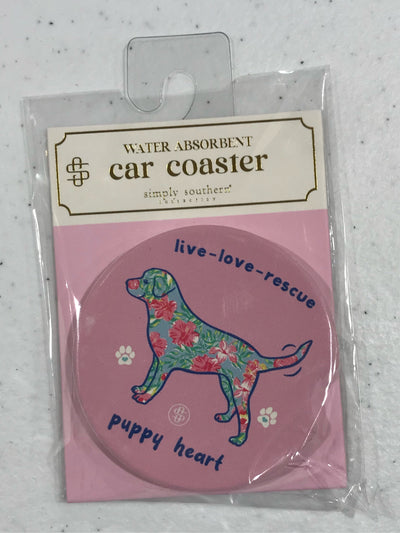 WATER ABSORBENT
car coaster
simply southern®
COLLECTION
live-love-rescue
puppy heart